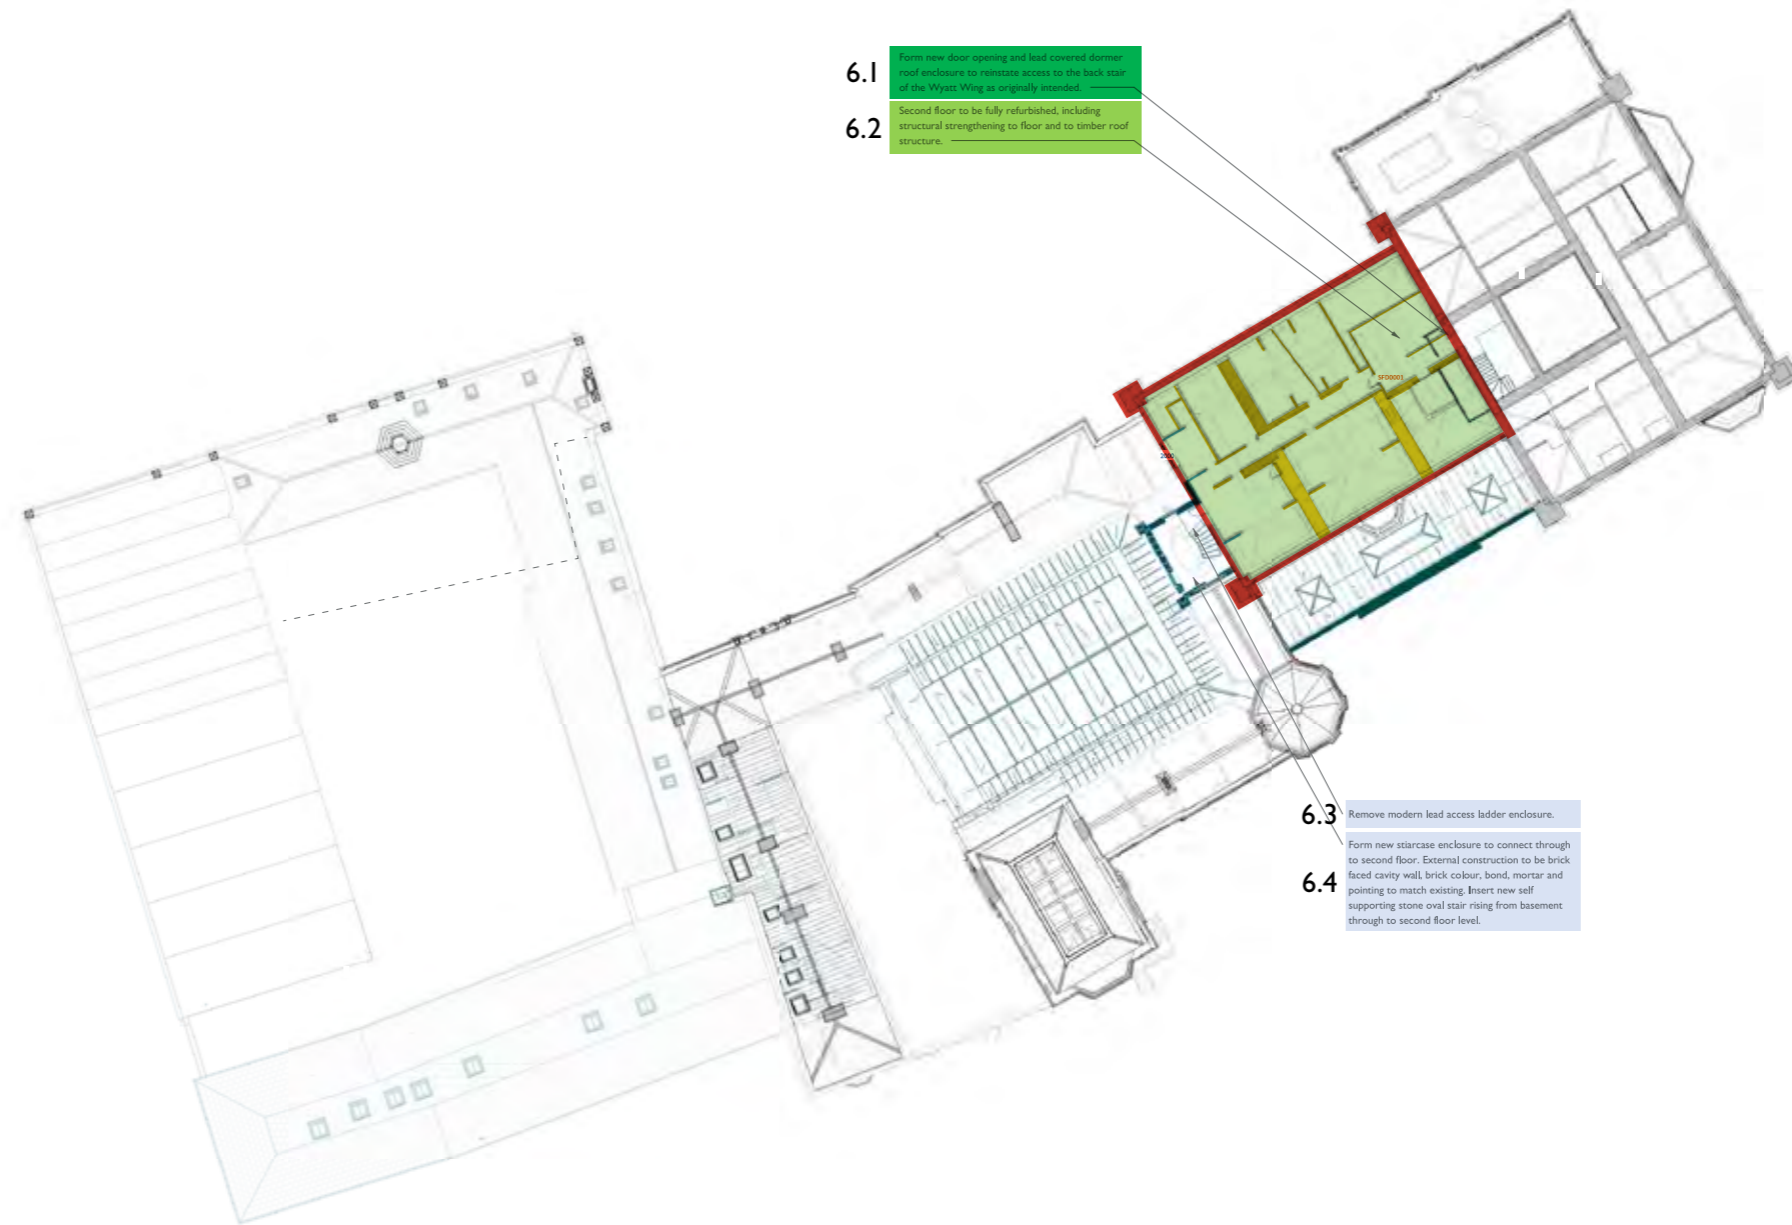 6.1
Form new door opening and lead covered dormer
roof enclosure to reinstate access to the back stair
of the Wyatt Wing as originally intended.
6.2
Second floor to be fully refurbished, including
structural strengthening to floor and to timber roof
structure.
SF00003
6.3
Remove modern lead access ladder enclosure.
6.4
Form new stiarcase enclosure to connect through
to second floor. External construction to be brick
faced cavity wall, brick colour, bond, mortar and
pointing to match existing. Insert new self
supporting stone oval stair rising from basement
through to second floor level.